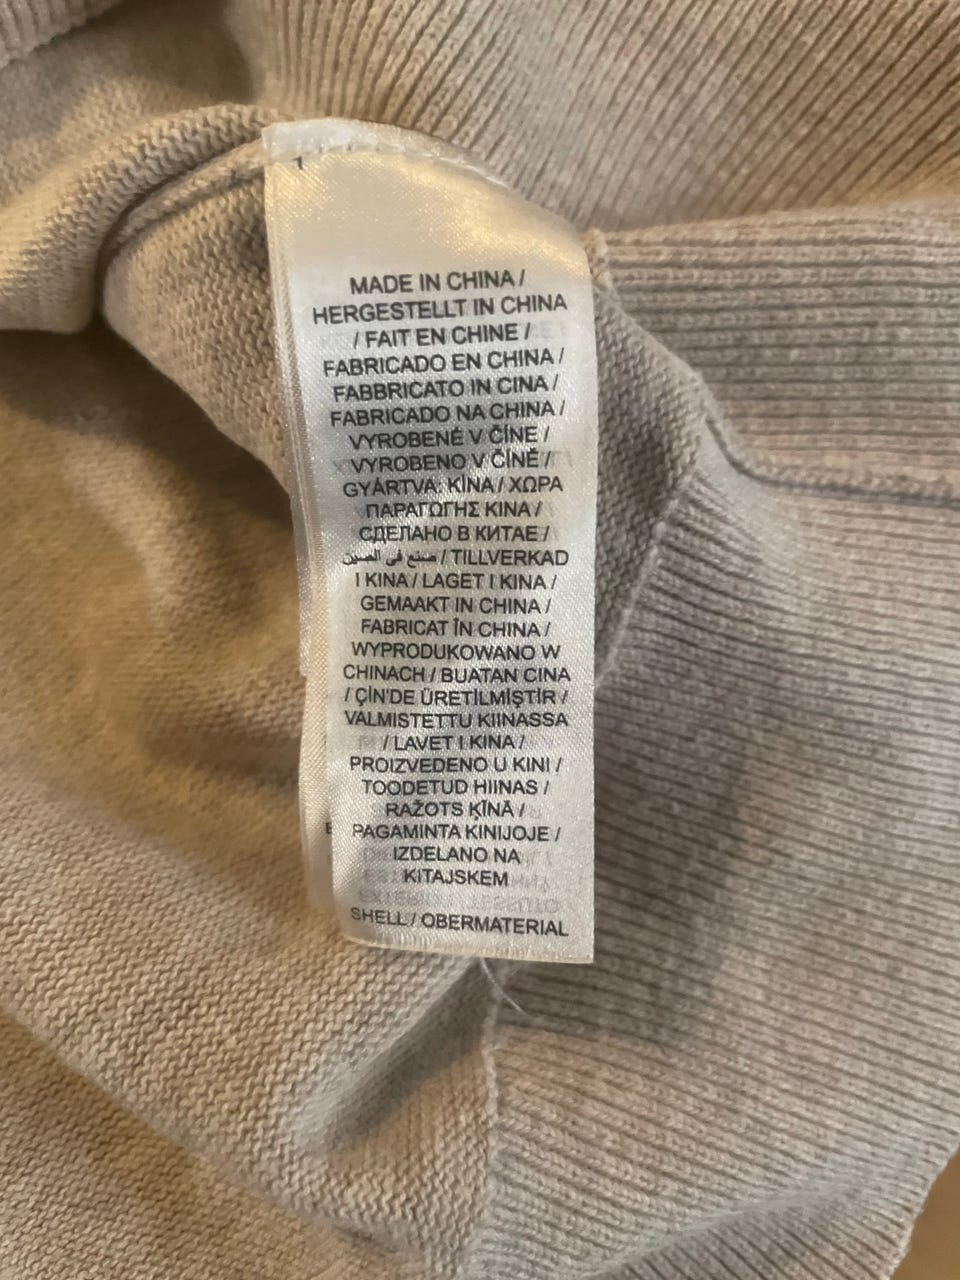 1
MADE IN CHINA /
HERGESTELLT IN CHINA
/ FAIT EN CHINE /
FABRICADO EN CHINA /
FABBRICATO IN CINA /
FABRICADO NA CHINA /
VYROBENÉ V ČÍNE /
VYROBENO V ČÍNĚ /
GYÁRTVA: KÍNA / ΧΩΡΑ
ΠΑΡΑΓΩΓΗΣ ΚΙΝΑ /
СДЕЛАНО В КИТАЕ /
صنع في الصين / TILLVERKAD
I KINA / LAGET I KINA /
GEMAAKT IN CHINA /
FABRICAT ÎN CHINA /
WYPRODUKOWANO W
CHINACH / BUATAN CINA
/ ÇİN'DE ÜRETİLMİŞTİR /
VALMISTETTU KIINASSA
/ LAVET I KINA /
PROIZVEDENO U KINI /
TOODETUD HIINAS /
RAŽOTS ĶĪNĀ /
PAGAMINTA KINIJOJE /
IZDELANO NA
KITAJSKEM
SHELL / OBERMATERIAL